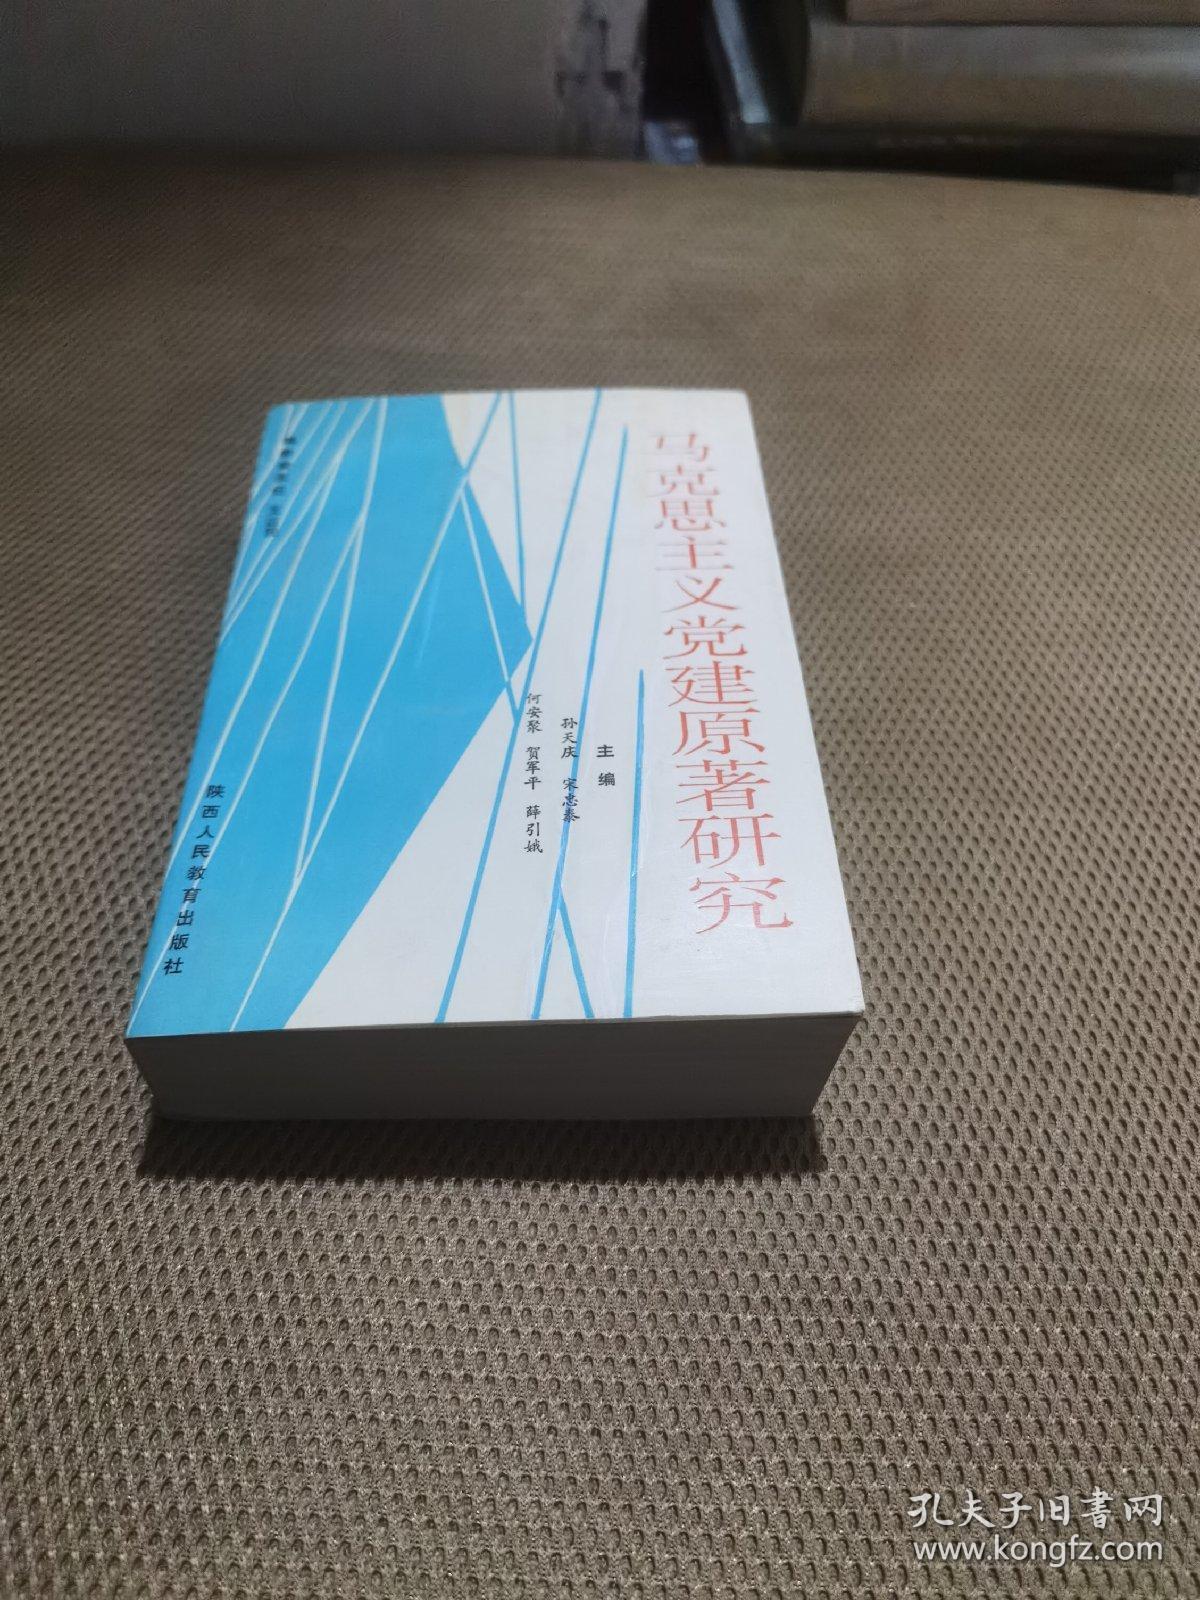 马克思主义党建原著研究
主编
孙天庆 宋忠泰
何安聚 贺军平 薛引娥
陕西人民教育出版社
孔夫子旧書网
www.kongfz.com